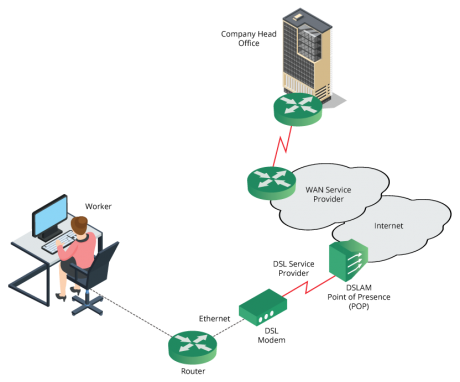 Company Head
Office
WAN Service
Provider
Worker
Internet
DSL Service
Provider
DSLAM
Point of Presence
(POP)
Ethernet
DSL
Modem
Router